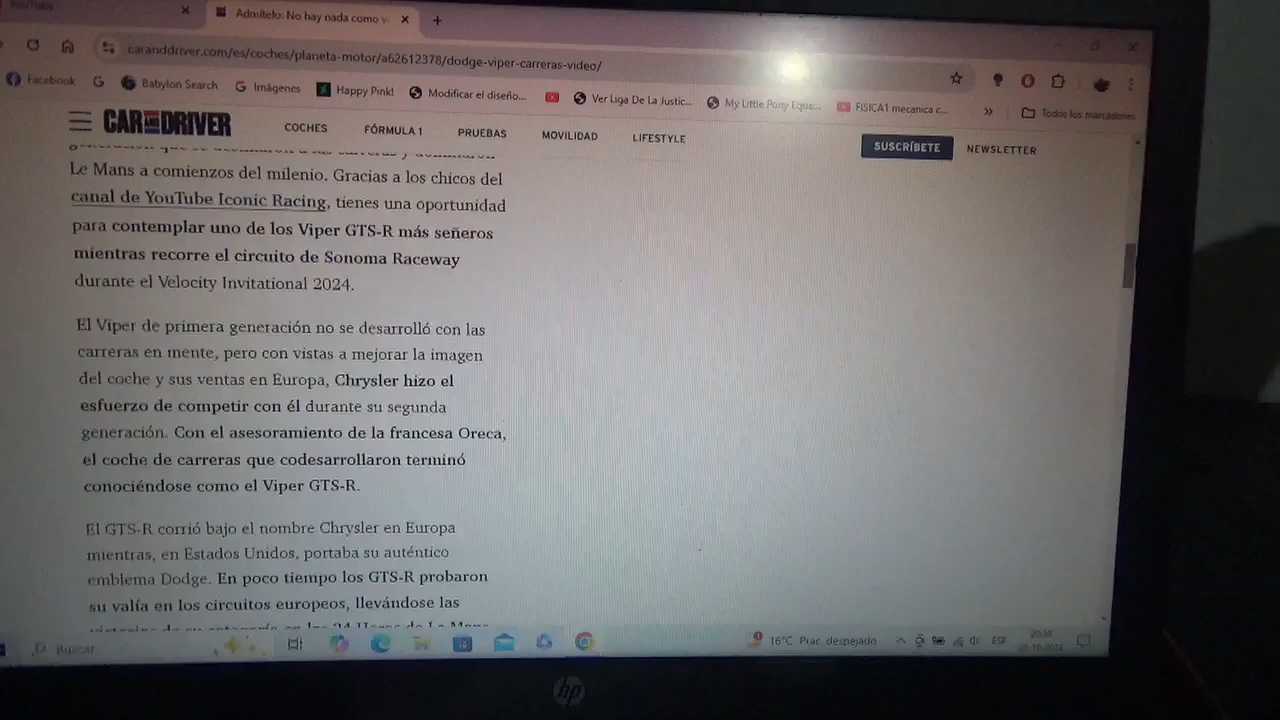 YouTube
Admítelo: No hay nada como v
caranddriver.com/es/coches/planeta-motor/a62612378/dodge-viper-carreras-video/
Facebook
G
Babylon Search
Imágenes
Happy Pink!
Modificar el diseño...
Ver Liga De La Justic...
My Little Pony Eque...
FISICA1 mecanica c...
»
Todos los marcadores
CAR AND DRIVER
COCHES
FÓRMULA 1
PRUEBAS
MOVILIDAD
LIFESTYLE
SUSCRÍBETE
NEWSLETTER
Le Mans a comienzos del milenio. Gracias a los chicos del
canal de YouTube Iconic Racing, tienes una oportunidad
para contemplar uno de los Viper GTS-R más señeros
mientras recorre el circuito de Sonoma Raceway
durante el Velocity Invitational 2024.
El Viper de primera generación no se desarrolló con las
carreras en mente, pero con vistas a mejorar la imagen
del coche y sus ventas en Europa, Chrysler hizo el
esfuerzo de competir con él durante su segunda
generación. Con el asesoramiento de la francesa Oreca,
el coche de carreras que codesarrollaron terminó
conociéndose como el Viper GTS-R.
El GTS-R corrió bajo el nombre Chrysler en Europa
mientras, en Estados Unidos, portaba su auténtico
emblema Dodge. En poco tiempo los GTS-R probaron
su valía en los circuitos europeos, llevándose las
Buscar
16°C Prac. despejado
ESP
hp